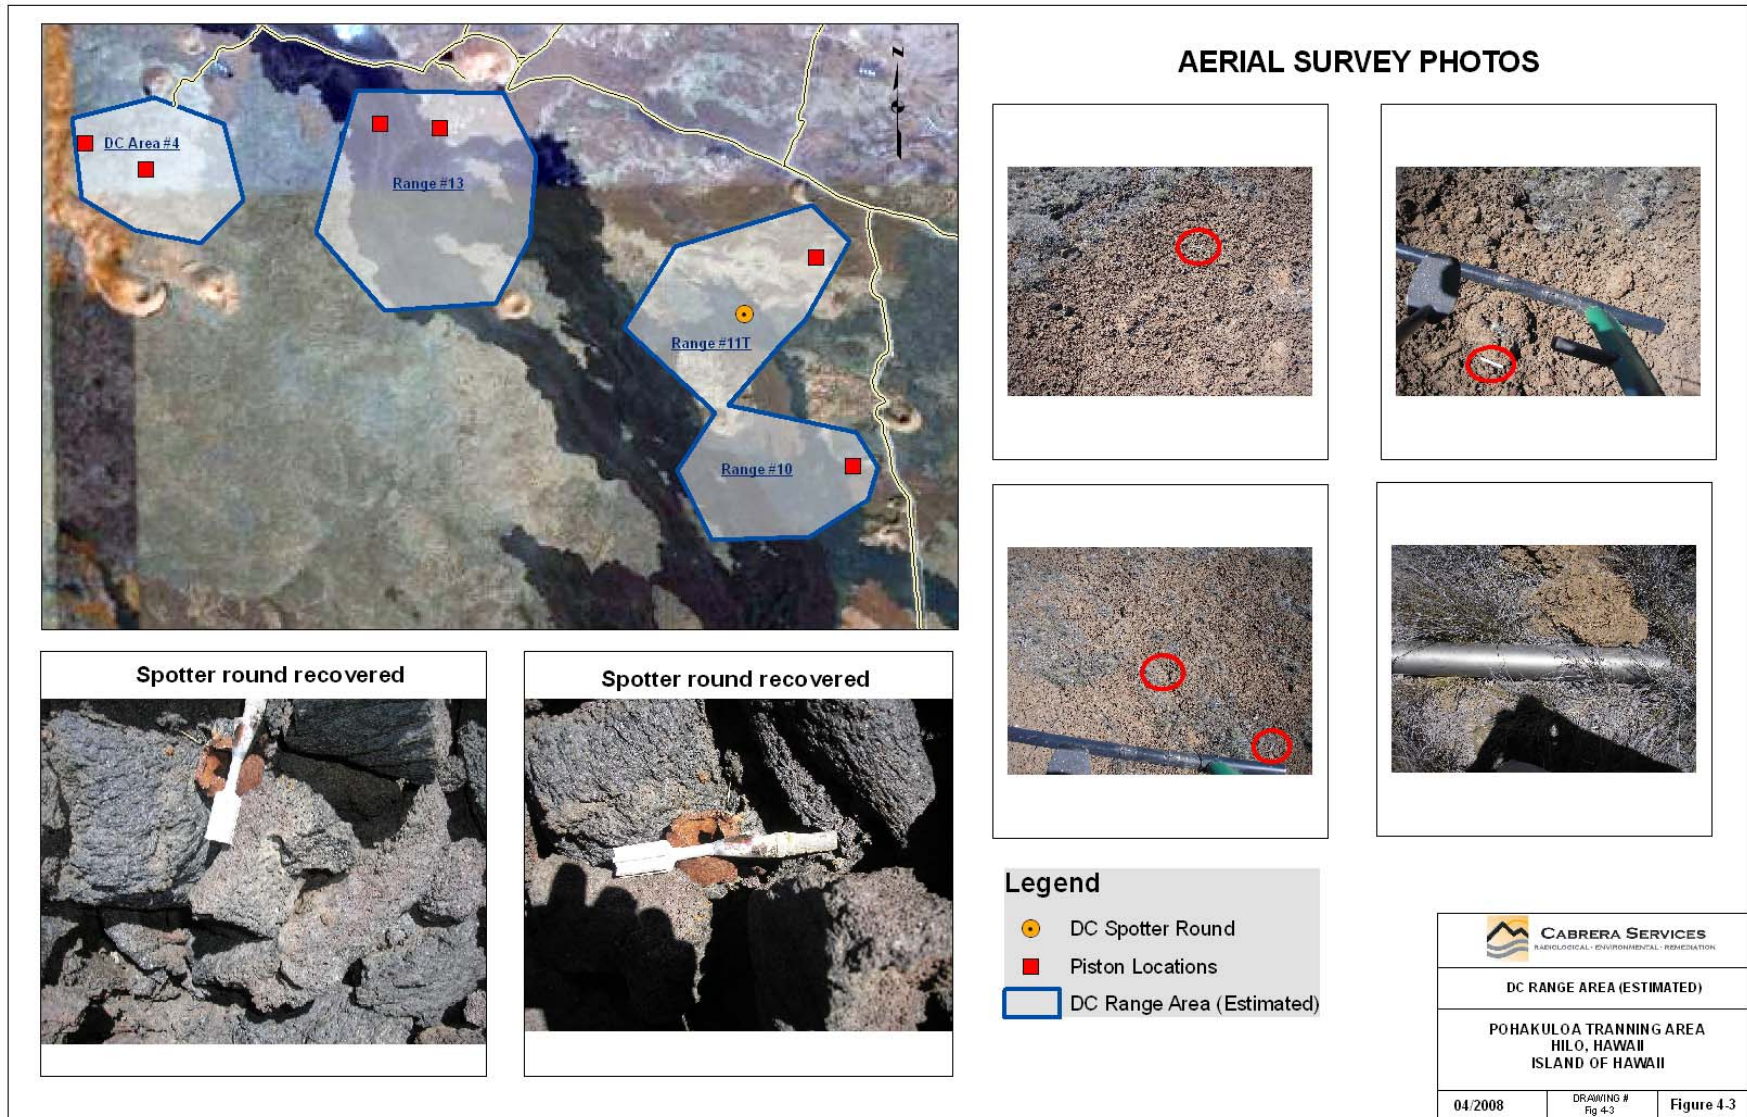 AERIAL SURVEY PHOTOS
N
DC Area #4
Range #13
Range #11T
Range #10
Spotter round recovered
Spotter round recovered
Legend
DC Spotter Round
Piston Locations
DC Range Area (Estimated)
CABRERA SERVICES
RADIOLOGICAL · ENVIRONMENTAL · REMEDIATION
DC RANGE AREA (ESTIMATED)
POHAKULOA TRANNING AREA
HILO, HAWAII
ISLAND OF HAWAII
04/2008
DRAWING #
Fig 4-3
Figure 4-3